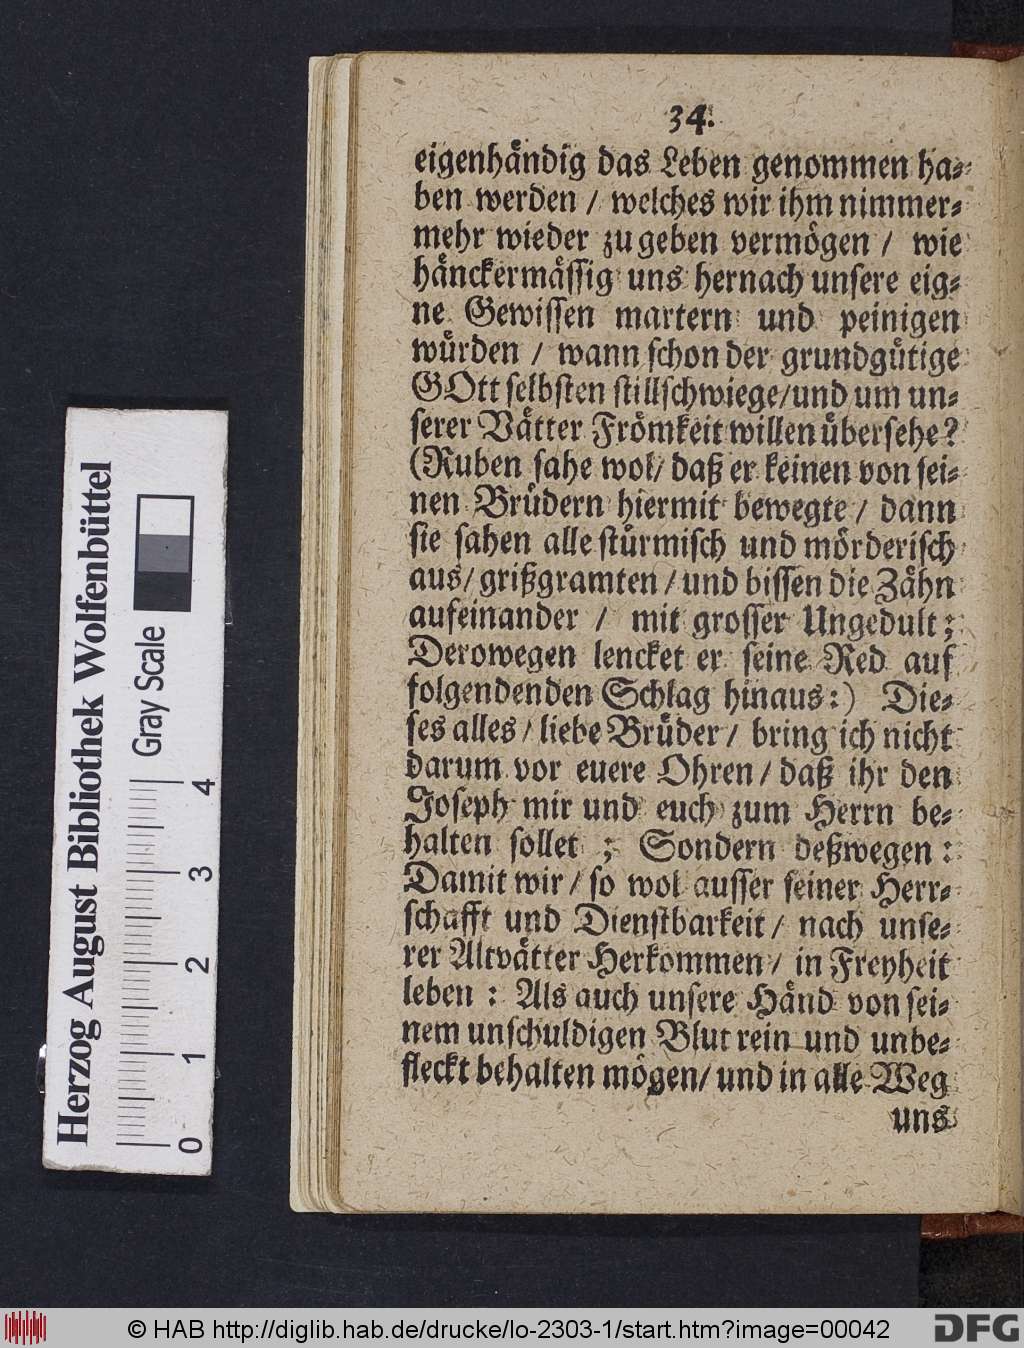 34.
eigenhändig das Leben genommen ha-
ben werden / welches wir ihm nimmer-
mehr wieder zu geben vermögen / wie
hänckermässig uns hernach unsere eig-
ne Gewissen martern und peinigen
würden / wann schon der grundgütige
GOtt selbsten stillschwiege/und um un-
serer Vätter Frömkeit willen übersehe?
(Ruben sahe wol/ daß er keinen von sei-
nen Brüdern hiermit bewegte / dann
sie sahen alle stürmisch und mörderisch
aus/ grißgramten / und bissen die Zähn
aufeinander / mit grosser Ungedult;
Derowegen lencket er seine Red auf
folgendenden Schlag hinaus:) Die-
ses alles / liebe Brüder / bring ich nicht
darum vor euere Ohren / daß ihr den
Joseph mir und euch zum Herrn be-
halten sollet ; Sondern deßwegen:
Damit wir / so wol ausser seiner Herr-
schafft und Dienstbarkeit / nach unse-
rer Altvätter Herkommen / in Freyheit
leben : Als auch unsere Händ von sei-
nem unschuldigen Blut rein und unbe-
fleckt behalten mögen/ und in alle Weg
uns
Herzog August Bibliothek Wolfenbüttel
Gray Scale
0 1 2 3 4
© HAB http://diglib.hab.de/drucke/lo-2303-1/start.htm?image=00042
DFG